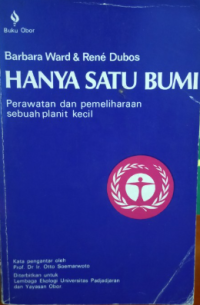 Buku Obor
Barbara Ward & René Dubos
HANYA SATU BUMI
Perawatan dan pemeliharaan
sebuah planit kecil
Kata pengantar oleh
Prof. Dr Ir. Otto Soemarwoto
Diterbitkan untuk
Lembaga Ekologi Universitas Padjadjaran
dan Yayasan Obor